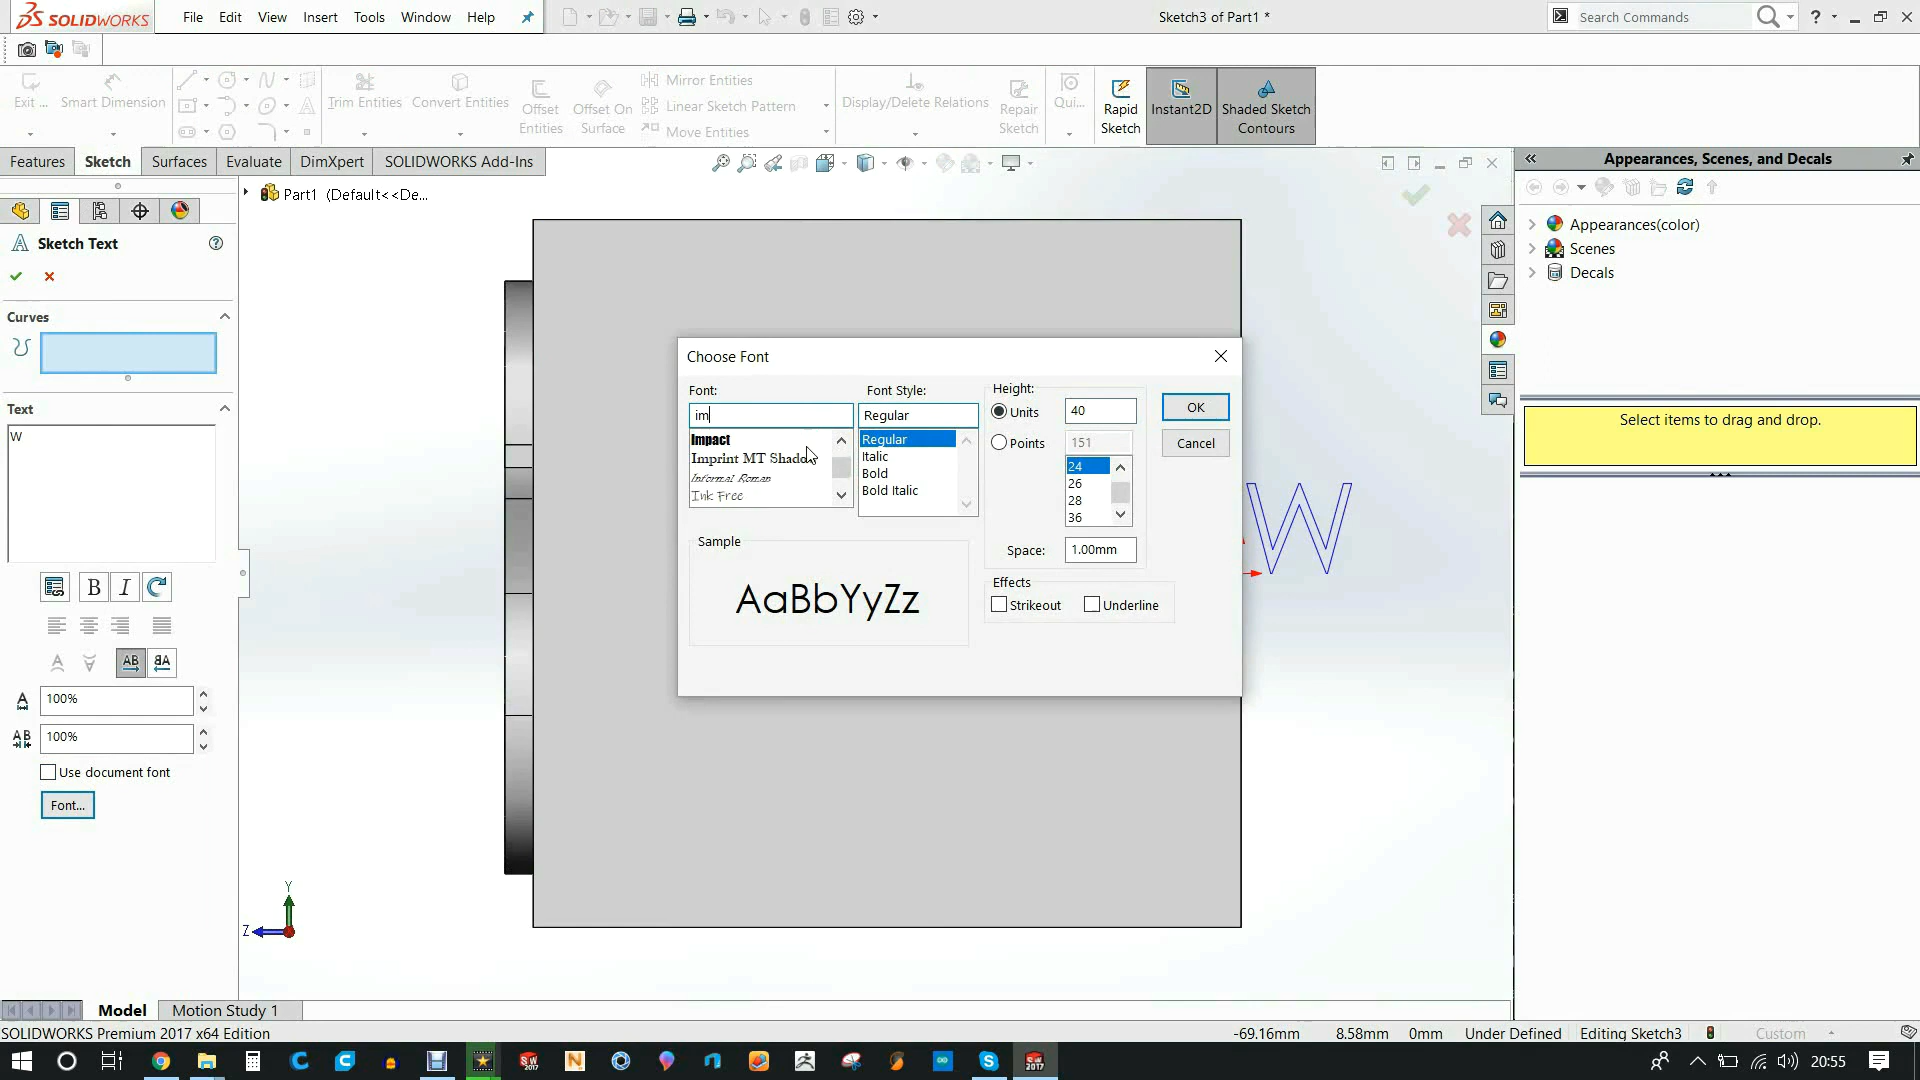 SOLIDWORKS
File Edit View Insert Tools Window Help
Sketch3 of Part1 *
Search Commands
Exit ...
Smart Dimension
Trim Entities
Convert Entities
Offset Entities
Offset On Surface
Mirror Entities
Linear Sketch Pattern
Move Entities
Display/Delete Relations
Repair Sketch
Qui...
Rapid Sketch
Instant2D
Shaded Sketch Contours
Features Sketch Surfaces Evaluate DimXpert SOLIDWORKS Add-Ins
Part1 (Default<<De...
Appearances, Scenes, and Decals
Appearances(color)
Scenes
Decals
Select items to drag and drop.
Sketch Text
Curves
Text
W
B I
AB
100%
AB
100%
Use document font
Font...
Choose Font
Font:
im
Impact
Imprint MT Shadow
Informal Roman
Ink Free
Font Style:
Regular
Regular
Italic
Bold
Bold Italic
Height:
Units 40
Points 151
24
26
28
36
Space: 1.00mm
OK
Cancel
Sample
AaBbYyZz
Effects
Strikeout Underline
W
Y
Z
Model Motion Study 1
SOLIDWORKS Premium 2017 x64 Edition
-69.16mm 8.58mm 0mm Under Defined Editing Sketch3 Custom
20:55